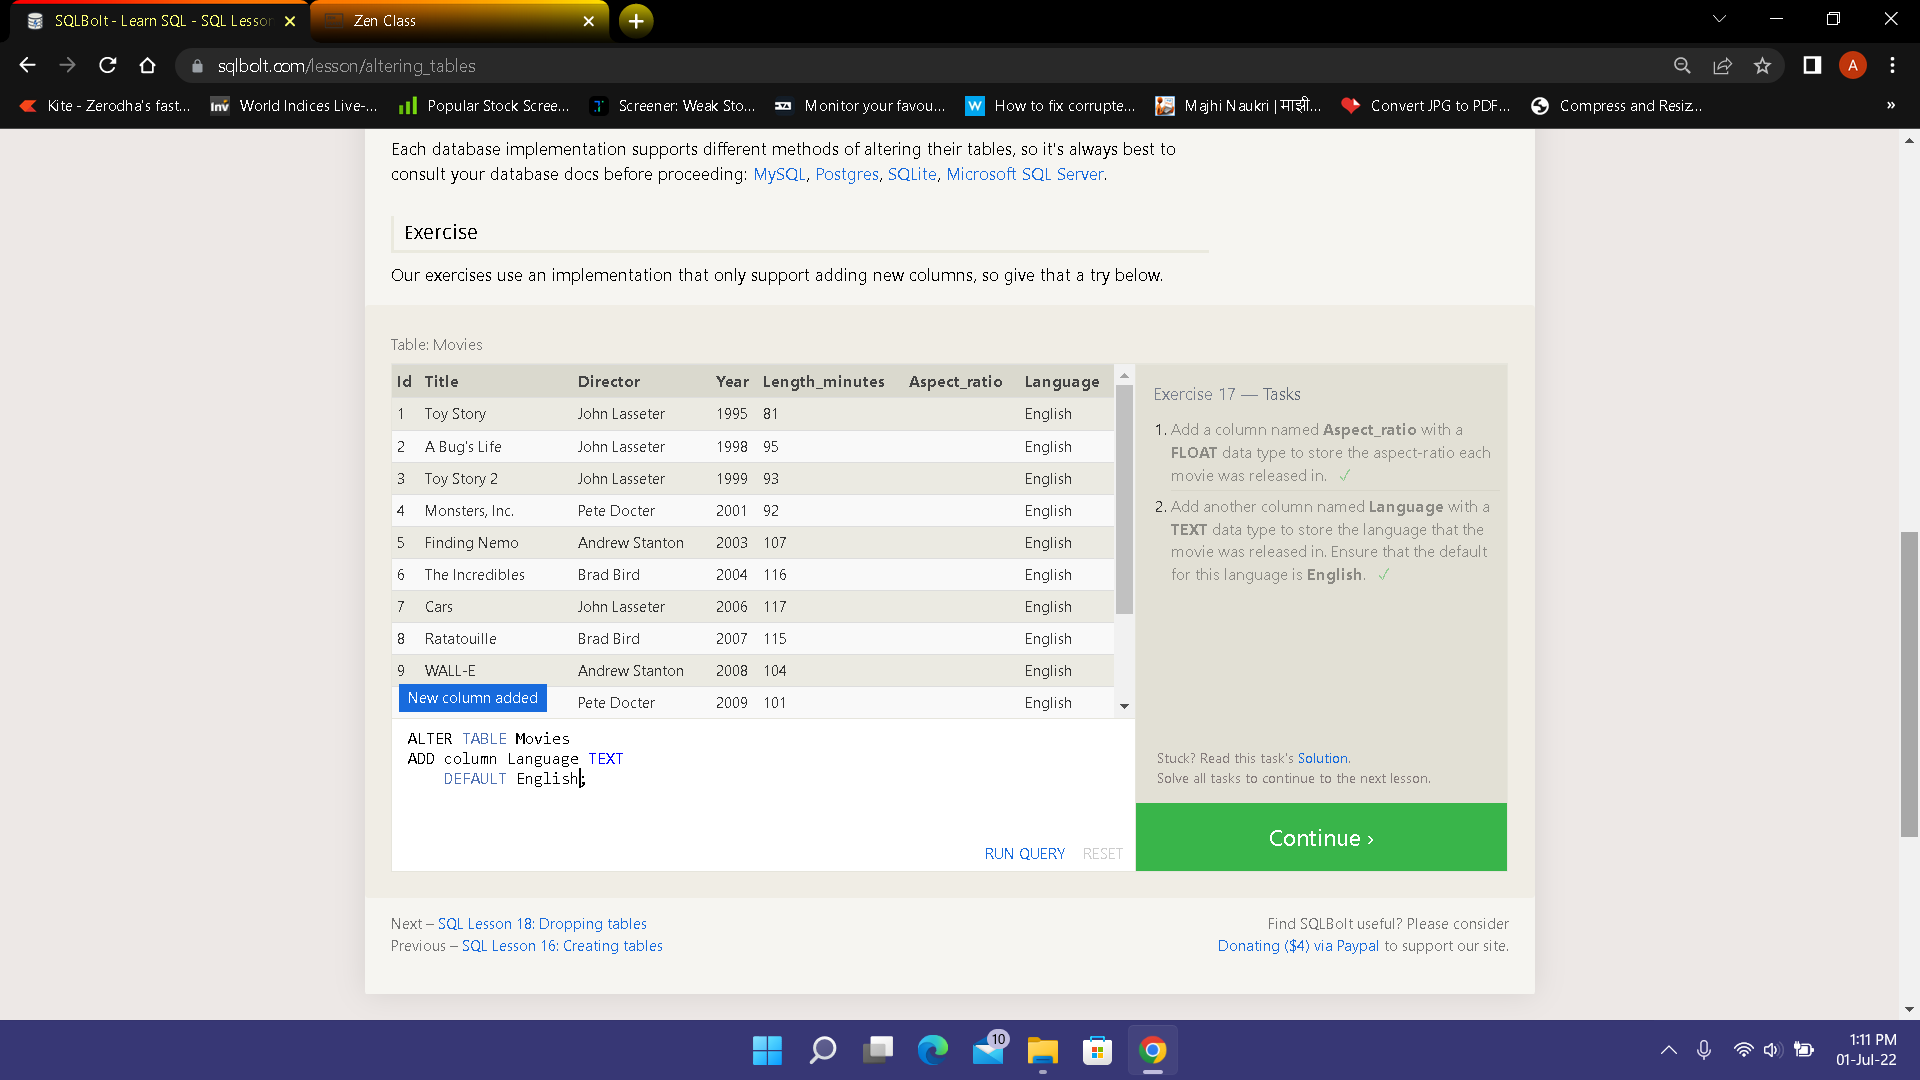 SQLBolt - Learn SQL - SQL Lesson
Zen Class
sqlbolt.com/lesson/altering_tables
A
Kite - Zerodha's fast...
World Indices Live-...
Popular Stock Scree...
Screener: Weak Sto...
Monitor your favou...
How to fix corrupte...
Majhi Naukri | माझी...
Convert JPG to PDF...
Compress and Resiz...
»
Each database implementation supports different methods of altering their tables, so it's always best to
consult your database docs before proceeding: MySQL, Postgres, SQLite, Microsoft SQL Server.
Exercise
Our exercises use an implementation that only support adding new columns, so give that a try below.
Table: Movies
Id Title Director Year Length_minutes Aspect_ratio Language
1 Toy Story John Lasseter 1995 81 English
2 A Bug's Life John Lasseter 1998 95 English
3 Toy Story 2 John Lasseter 1999 93 English
4 Monsters, Inc. Pete Docter 2001 92 English
5 Finding Nemo Andrew Stanton 2003 107 English
6 The Incredibles Brad Bird 2004 116 English
7 Cars John Lasseter 2006 117 English
8 Ratatouille Brad Bird 2007 115 English
9 WALL-E Andrew Stanton 2008 104 English
New column added Pete Docter 2009 101 English
ALTER TABLE Movies
ADD column Language TEXT
DEFAULT English;
RUN QUERY RESET
Exercise 17 — Tasks
1. Add a column named Aspect_ratio with a
FLOAT data type to store the aspect-ratio each
movie was released in. ✓
2. Add another column named Language with a
TEXT data type to store the language that the
movie was released in. Ensure that the default
for this language is English. ✓
Stuck? Read this task's Solution.
Solve all tasks to continue to the next lesson.
Continue ›
Next – SQL Lesson 18: Dropping tables
Previous – SQL Lesson 16: Creating tables
Find SQLBolt useful? Please consider
Donating ($4) via Paypal to support our site.
10
1:11 PM
01-Jul-22